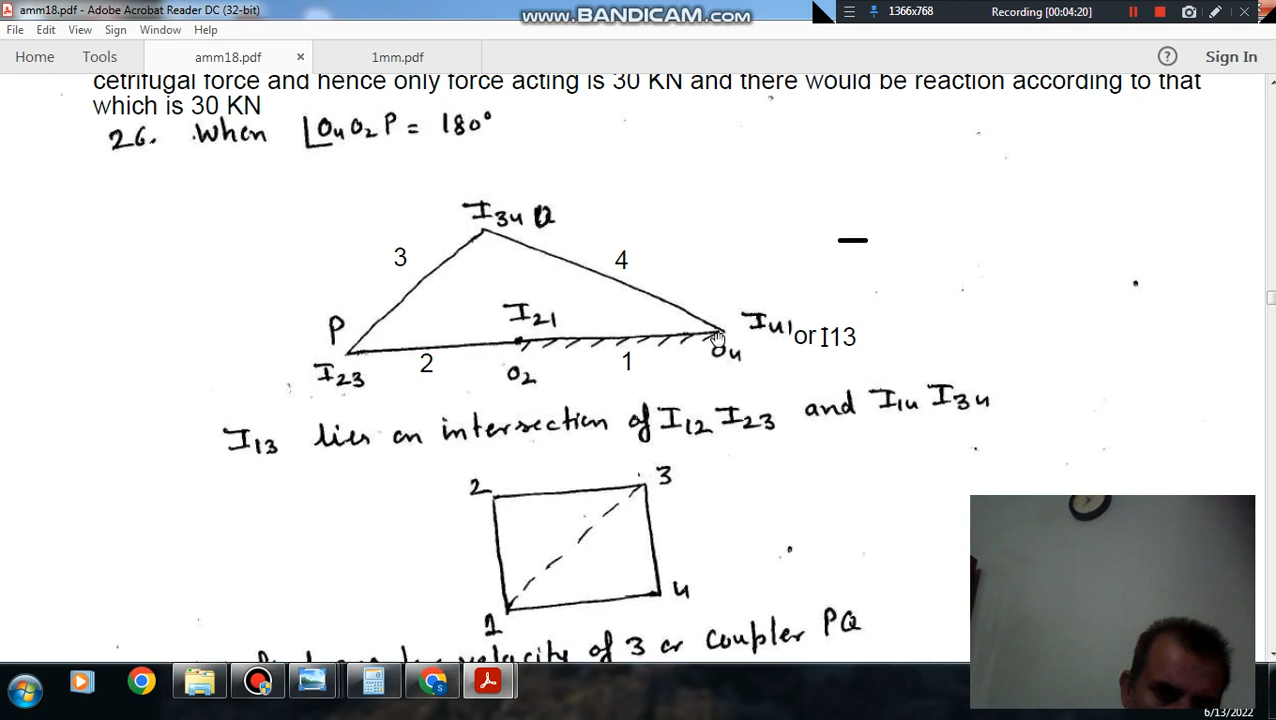 amm18.pdf - Adobe Acrobat Reader DC (32-bit)
www.BANDICAM.com
1366x768
Recording [00:04:20]
File Edit View Sign Window Help
Home Tools amm18.pdf × 1mm.pdf
? Sign In
cetrifugal force and hence only force acting is 30 KN and there would be reaction according to that
which is 30 KN
26. When ∠O4O2P = 180°
I34 Q
3
4
I21
P
I41 or I13
O4
2
1
I23
O2
I13 lies on intersection of I12 I23 and I14 I34
2
3
1
4
velocity of 3 or coupler PQ
6/13/2022